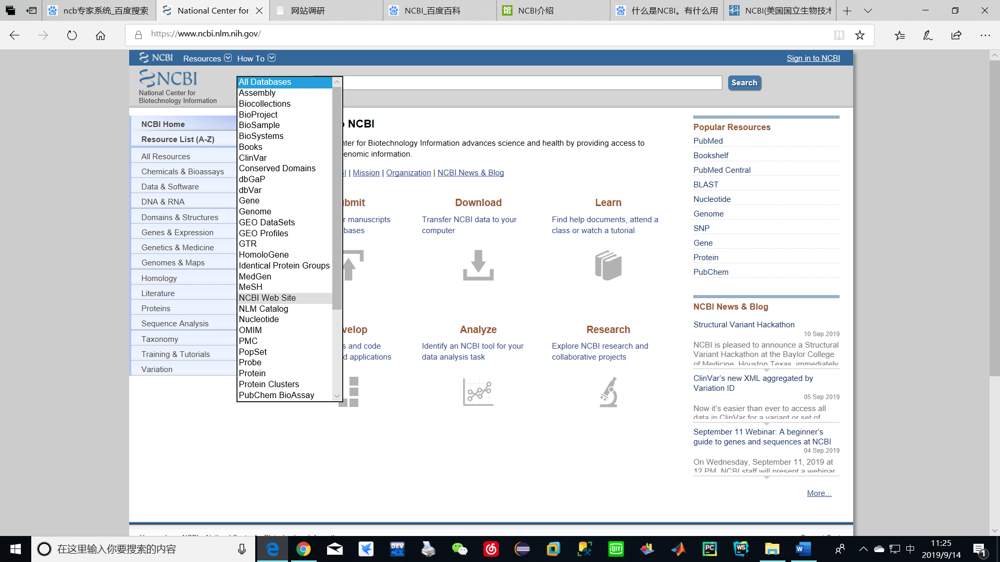 ncb专家系统_百度搜索
National Center for
网站调研
NCBI_百度百科
NCBI介绍
什么是NCBI。有什么用
NCBI(美国国立生物技术
https://www.ncbi.nlm.nih.gov/
NCBI
Resources
How To
Sign in to NCBI
NCBI
National Center for
Biotechnology Information
All Databases
Assembly
Biocollections
BioProject
BioSample
BioSystems
Books
ClinVar
Conserved Domains
dbGaP
dbVar
Gene
Genome
GEO DataSets
GEO Profiles
GTR
HomoloGene
Identical Protein Groups
MedGen
MeSH
NCBI Web Site
NLM Catalog
Nucleotide
OMIM
PMC
PopSet
Probe
Protein
Protein Clusters
PubChem BioAssay
Search
NCBI Home
Resource List (A-Z)
All Resources
Chemicals & Bioassays
Data & Software
DNA & RNA
Domains & Structures
Genes & Expression
Genetics & Medicine
Genomes & Maps
Homology
Literature
Proteins
Sequence Analysis
Taxonomy
Training & Tutorials
Variation
NCBI
nter for Biotechnology Information advances science and health by providing access to
enomic information.
| Mission | Organization | NCBI News & Blog
ubmit
r manuscripts
bases
Download
Transfer NCBI data to your
computer
Learn
Find help documents, attend a
class or watch a tutorial
velop
s and code
d applications
Analyze
Identify an NCBI tool for your
data analysis task
Research
Explore NCBI research and
collaborative projects
Popular Resources
PubMed
Bookshelf
PubMed Central
BLAST
Nucleotide
Genome
SNP
Gene
Protein
PubChem
NCBI News & Blog
Structural Variant Hackathon
10 Sep 2019
NCBI is pleased to announce a Structural
Variant Hackathon at the Baylor College
of Medicine, Houston Texas, immediately
ClinVar's new XML aggregated by
Variation ID
05 Sep 2019
Now it's easier than ever to access all
data in ClinVar for a variant or set of
September 11 Webinar: A beginner's
guide to genes and sequences at NCBI
04 Sep 2019
On Wednesday, September 11, 2019 at
12 PM, NCBI staff will present a webinar
More...
在这里输入你要搜索的内容
DEV
QIYI
PC
WS
中
11:25
2019/9/14
1